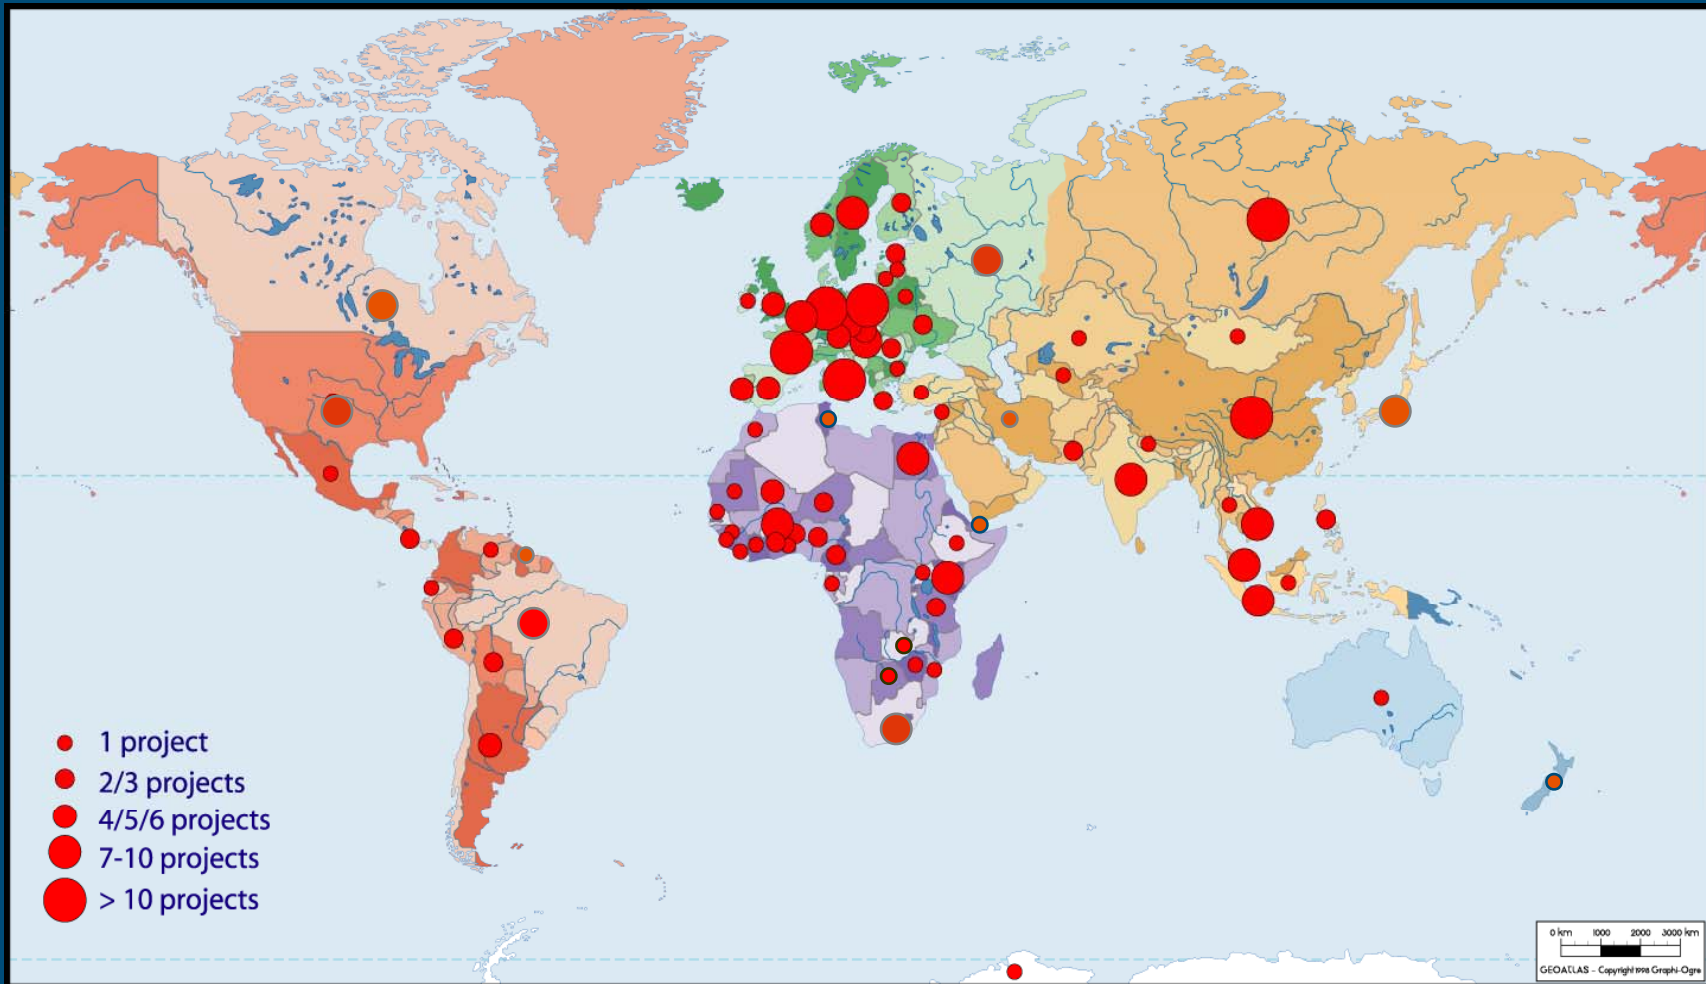 1 project
2/3 projects
4/5/6 projects
7-10 projects
> 10 projects
0 km 1000 2000 3000 km
GEOATLAS - Copyright 1998 Graphi-Ogre